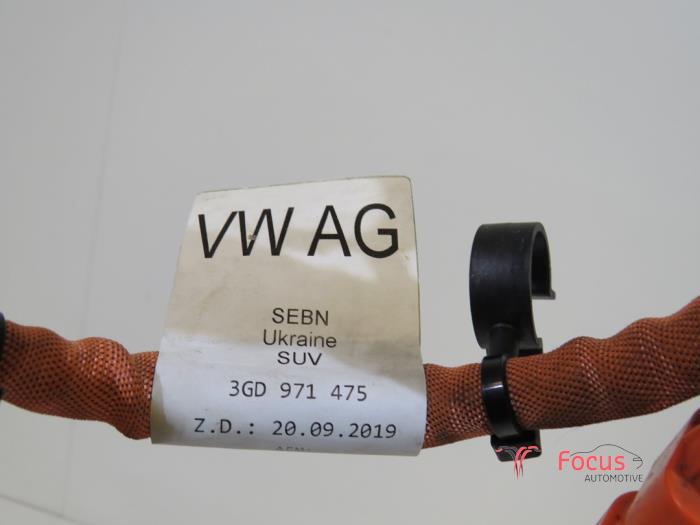 VW AG
SEBN
Ukraine
SUV
3GD 971 475
Z.D.: 20.09.2019
Focus
AUTOMOTIVE